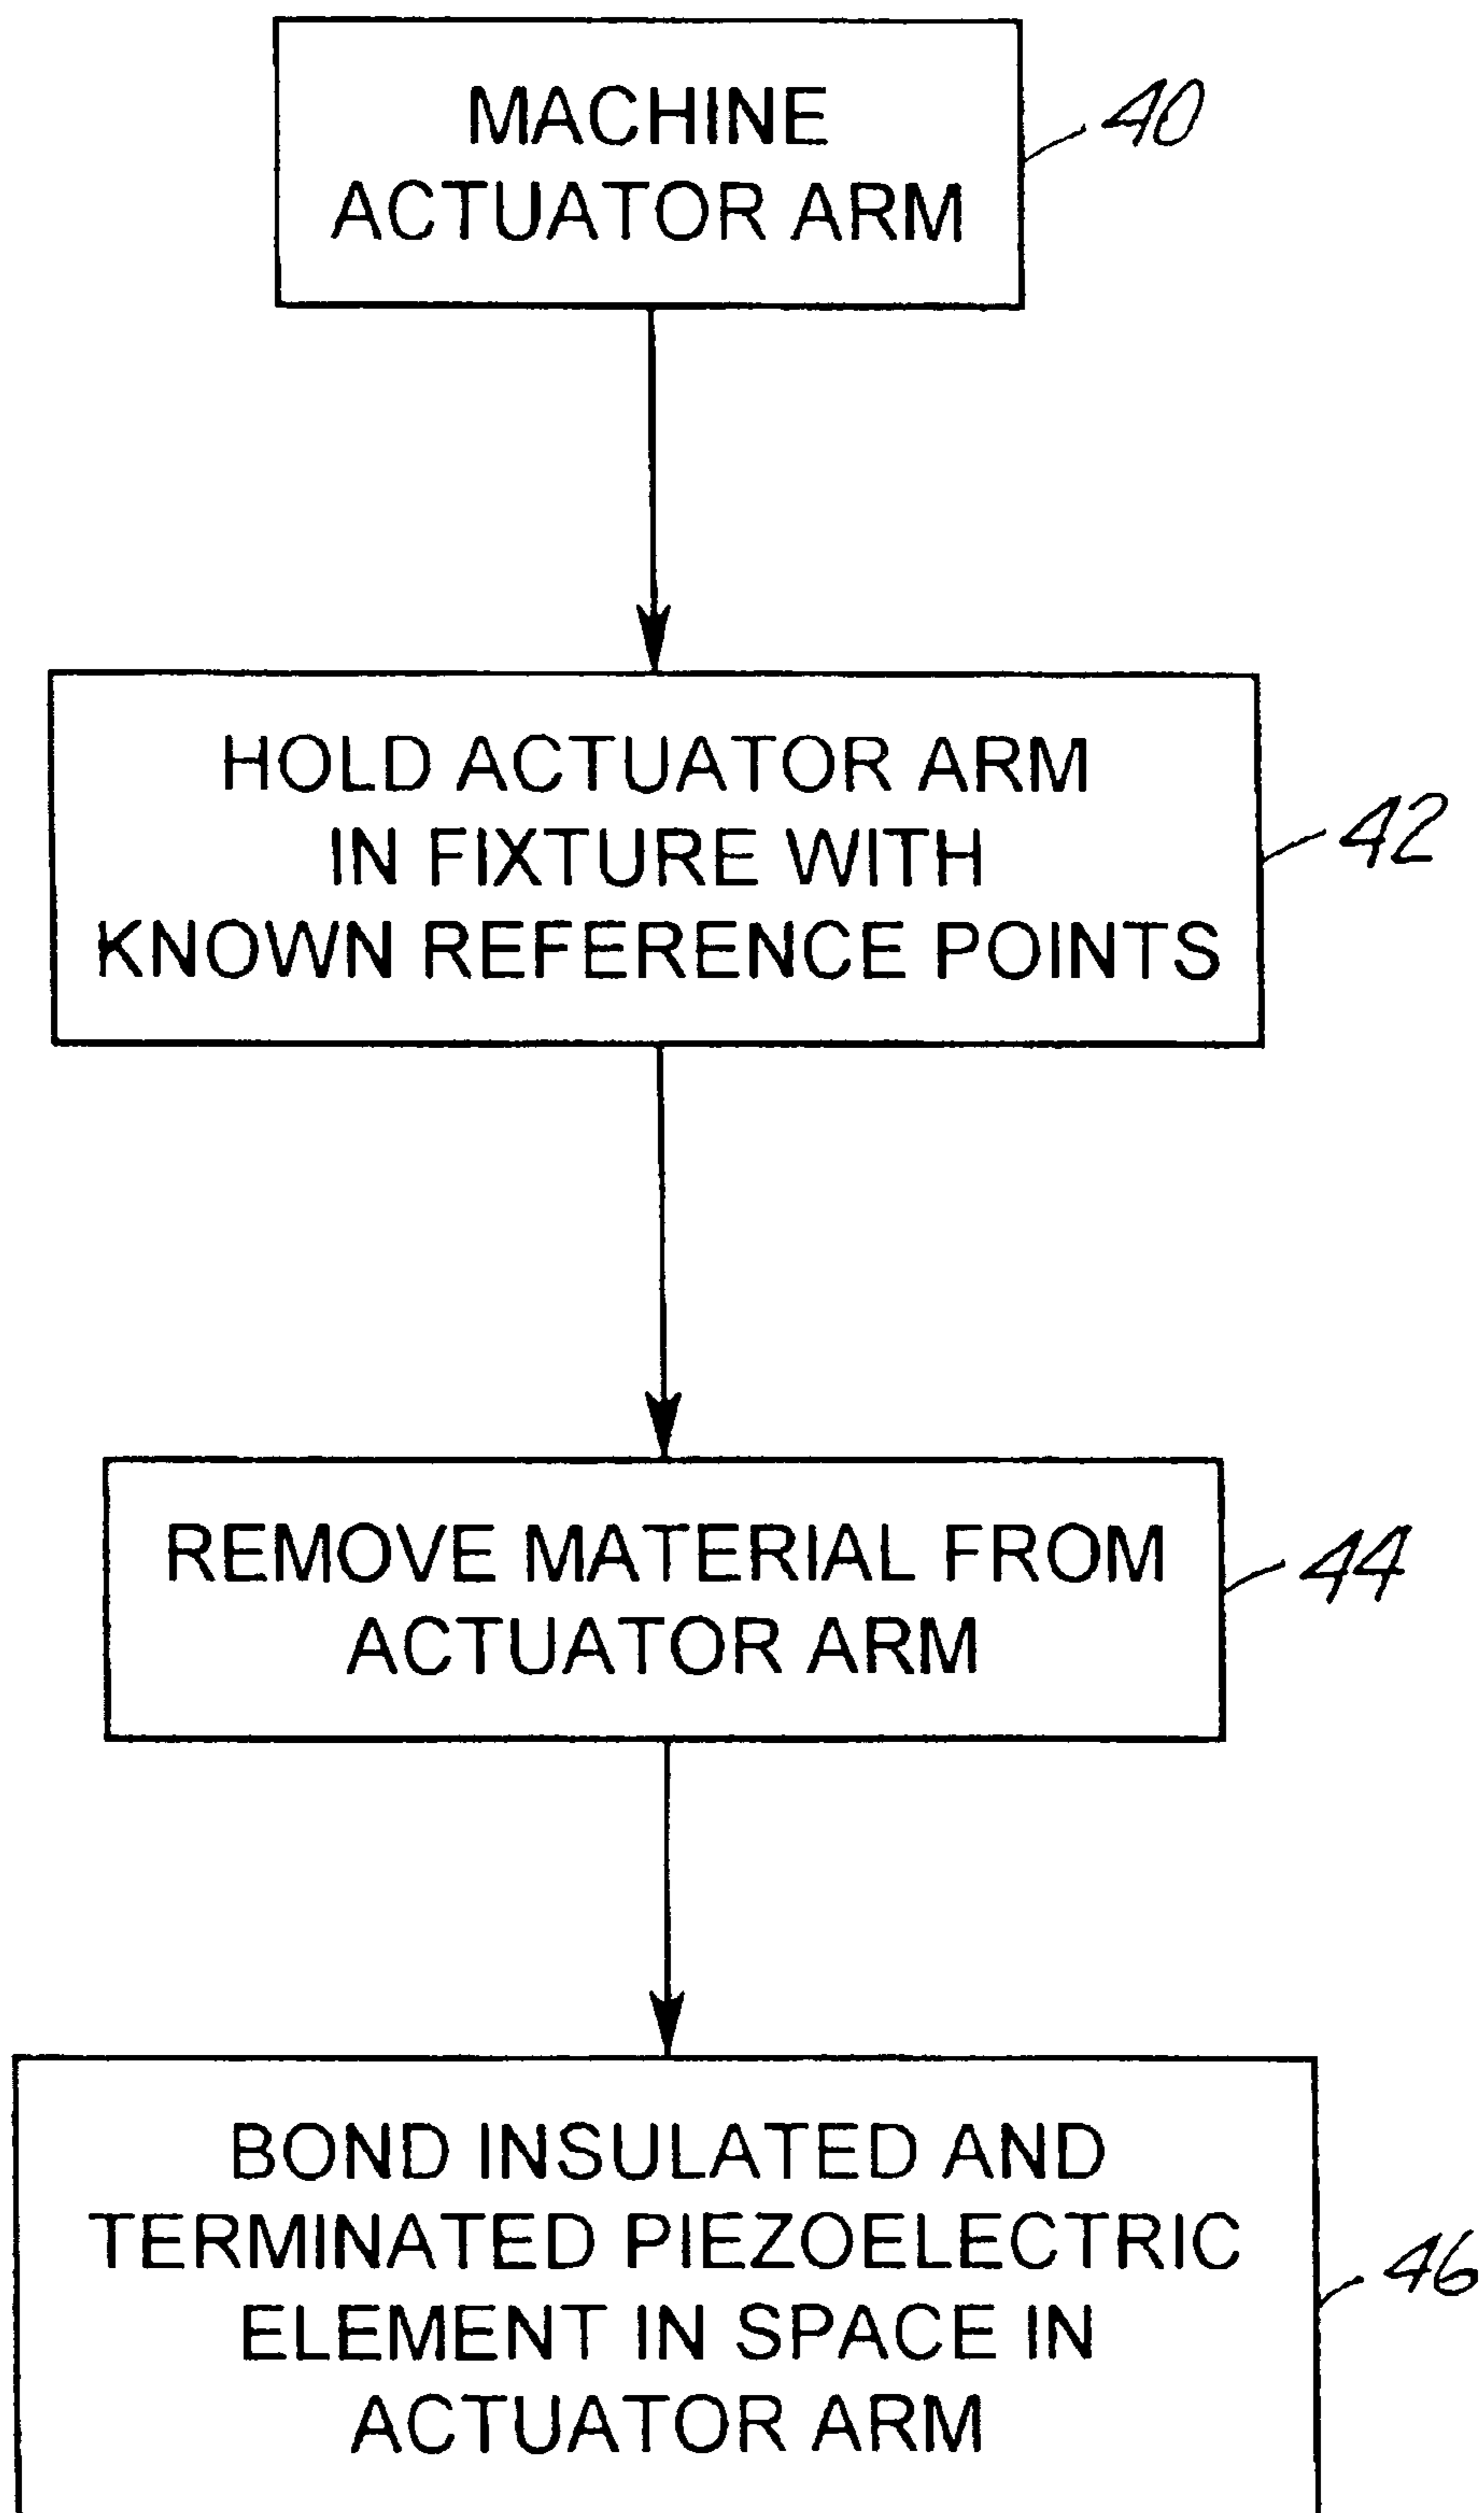 MACHINE
ACTUATOR ARM
40
HOLD ACTUATOR ARM
IN FIXTURE WITH
KNOWN REFERENCE POINTS
42
REMOVE MATERIAL FROM
ACTUATOR ARM
44
BOND INSULATED AND
TERMINATED PIEZOELECTRIC
ELEMENT IN SPACE IN
ACTUATOR ARM
46